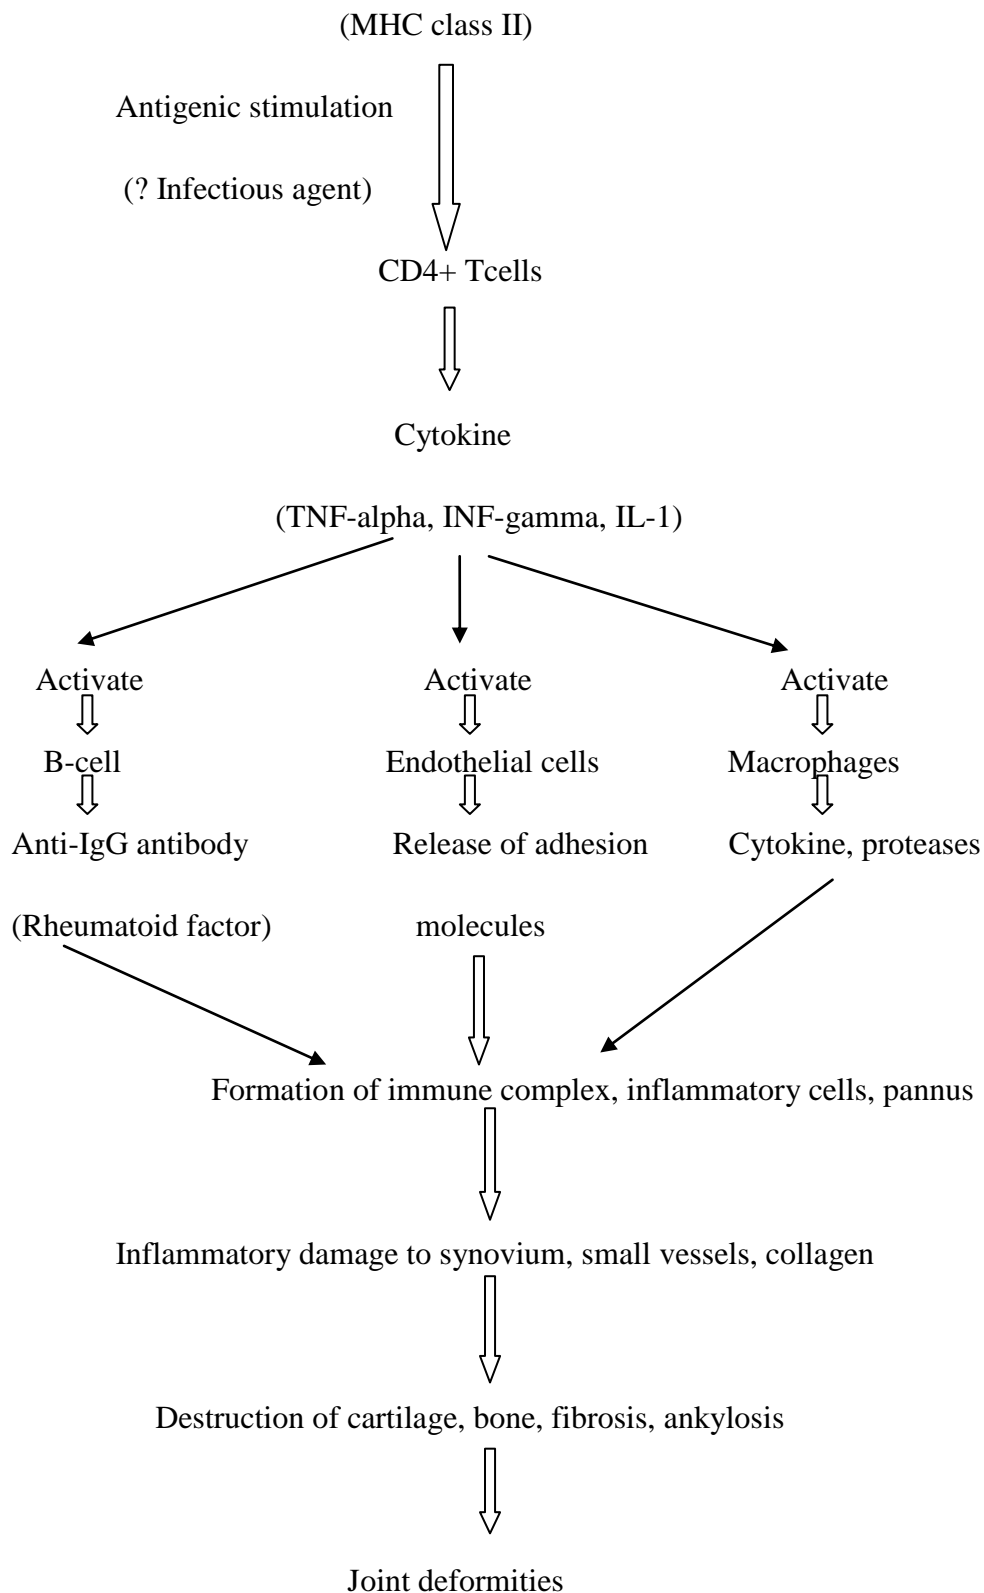 (MHC class II)
Antigenic stimulation
(? Infectious agent)
CD4+ Tcells
Cytokine
(TNF-alpha, INF-gamma, IL-1)
Activate Activate Activate
B-cell Endothelial cells Macrophages
Anti-IgG antibody Release of adhesion Cytokine, proteases
(Rheumatoid factor) molecules
Formation of immune complex, inflammatory cells, pannus
Inflammatory damage to synovium, small vessels, collagen
Destruction of cartilage, bone, fibrosis, ankylosis
Joint deformities